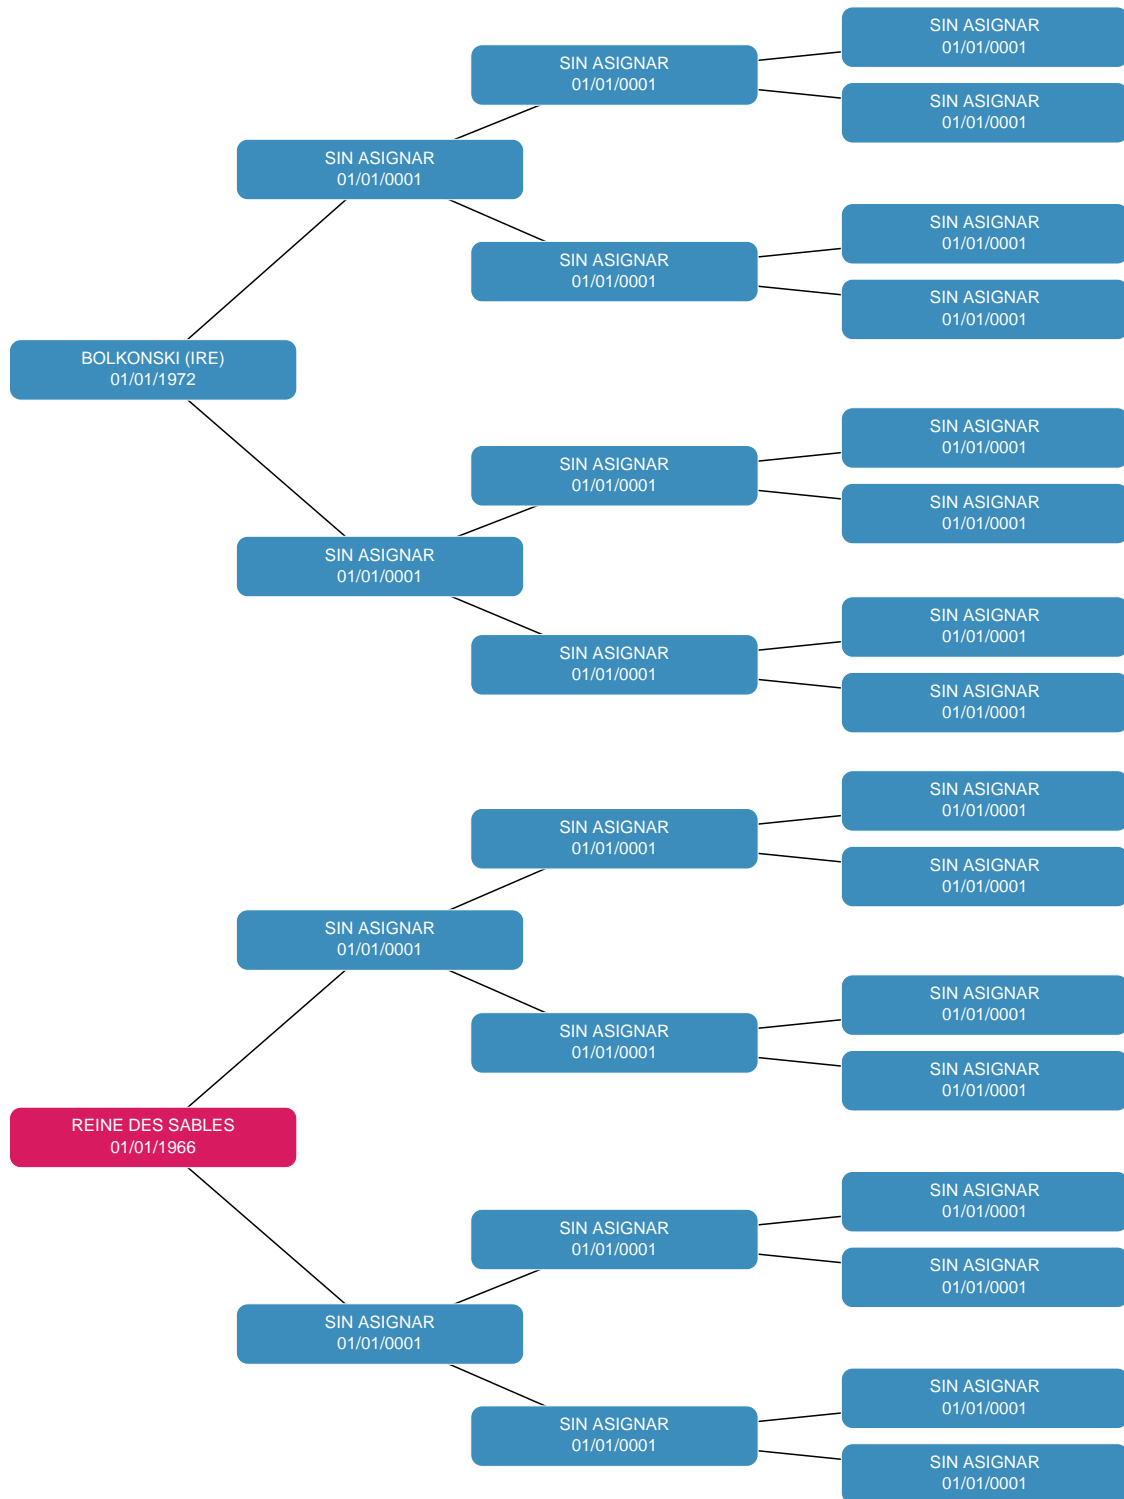 SIN ASIGNAR
01/01/0001
SIN ASIGNAR
01/01/0001
SIN ASIGNAR
01/01/0001
SIN ASIGNAR
01/01/0001
SIN ASIGNAR
01/01/0001
SIN ASIGNAR
01/01/0001
SIN ASIGNAR
01/01/0001
BOLKONSKI (IRE)
01/01/1972
SIN ASIGNAR
01/01/0001
SIN ASIGNAR
01/01/0001
SIN ASIGNAR
01/01/0001
SIN ASIGNAR
01/01/0001
SIN ASIGNAR
01/01/0001
SIN ASIGNAR
01/01/0001
SIN ASIGNAR
01/01/0001
SIN ASIGNAR
01/01/0001
SIN ASIGNAR
01/01/0001
SIN ASIGNAR
01/01/0001
SIN ASIGNAR
01/01/0001
SIN ASIGNAR
01/01/0001
SIN ASIGNAR
01/01/0001
SIN ASIGNAR
01/01/0001
REINE DES SABLES
01/01/1966
SIN ASIGNAR
01/01/0001
SIN ASIGNAR
01/01/0001
SIN ASIGNAR
01/01/0001
SIN ASIGNAR
01/01/0001
SIN ASIGNAR
01/01/0001
SIN ASIGNAR
01/01/0001
SIN ASIGNAR
01/01/0001